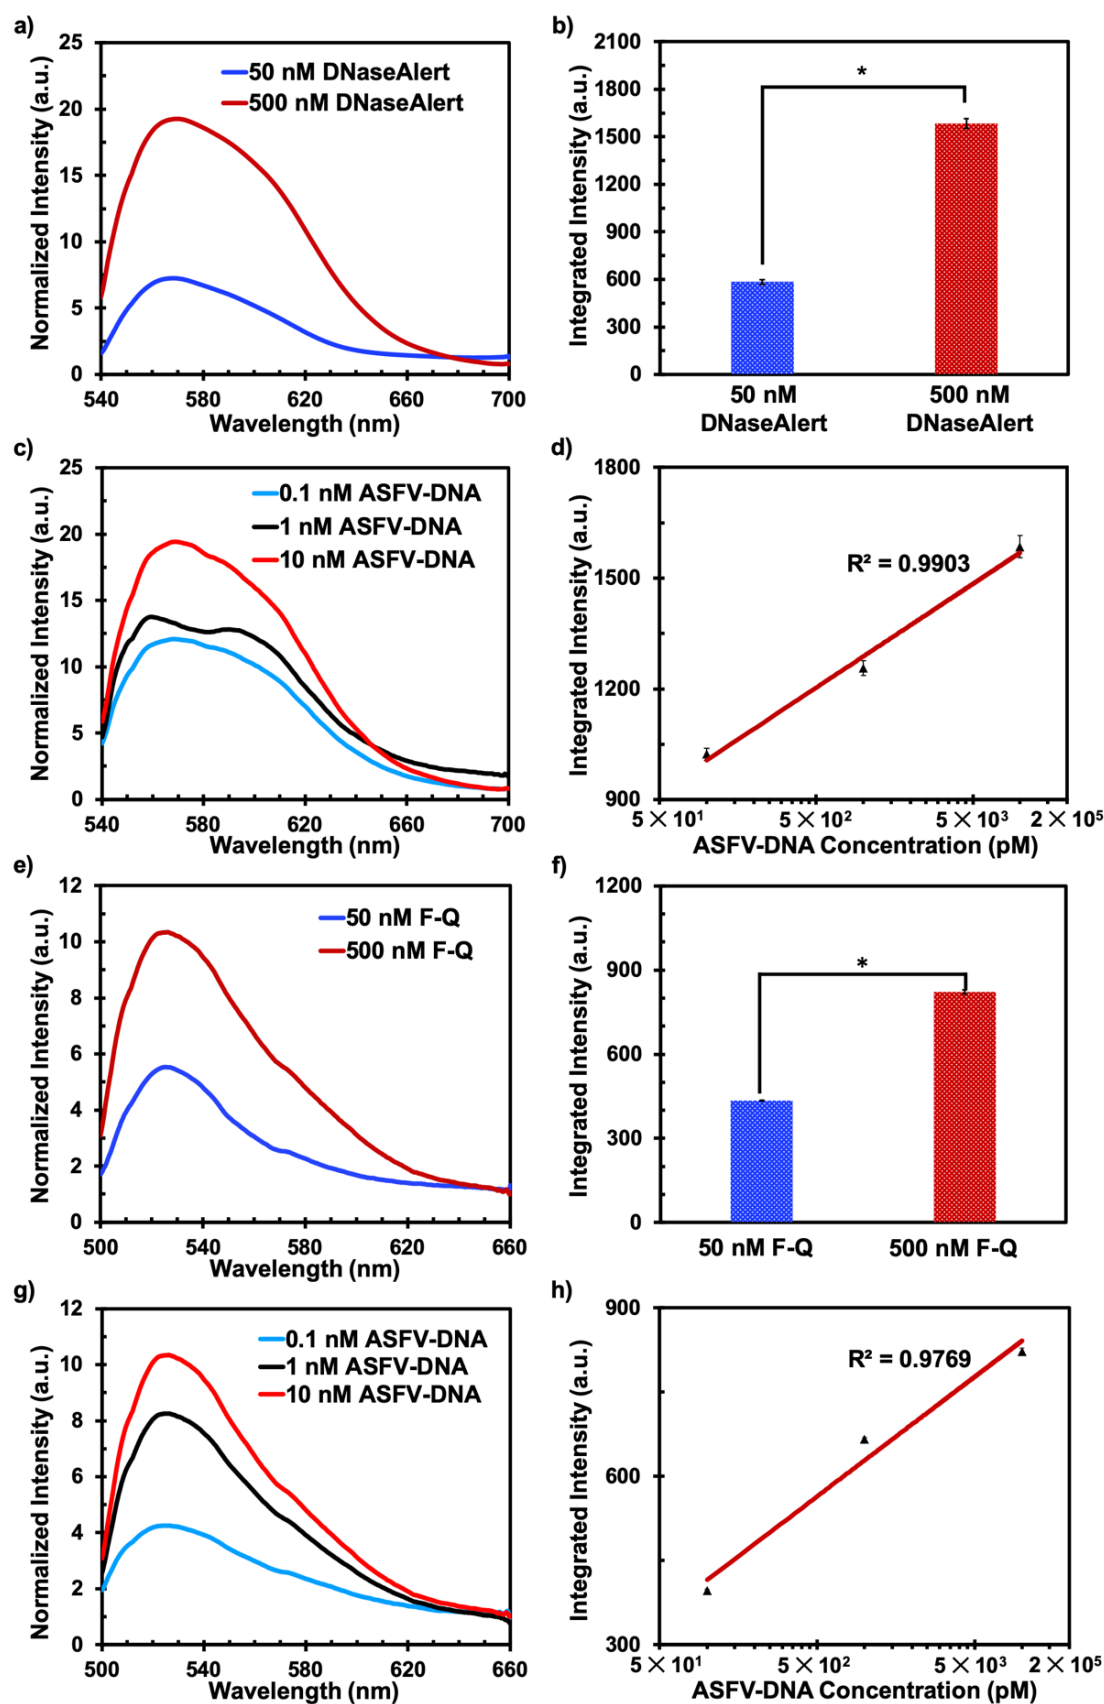 a)
Normalized Intensity (a.u.)
25
20
15
10
5
0
50 nM DNaseAlert
500 nM DNaseAlert
540
580
620
660
700
Wavelength (nm)
b)
Integrated Intensity (a.u.)
2100
1800
1500
1200
900
600
300
0
*
50 nM
DNaseAlert
500 nM
DNaseAlert
c)
Normalized Intensity (a.u.)
25
20
15
10
5
0
0.1 nM ASFV-DNA
1 nM ASFV-DNA
10 nM ASFV-DNA
540
580
620
660
700
Wavelength (nm)
d)
Integrated Intensity (a.u.)
1800
1500
1200
900
R² = 0.9903
5×10¹
5×10²
5×10³
2×10⁵
ASFV-DNA Concentration (pM)
e)
Normalized Intensity (a.u.)
12
10
8
6
4
2
0
50 nM F-Q
500 nM F-Q
500
540
580
620
660
Wavelength (nm)
f)
Integrated Intensity (a.u.)
1200
900
600
300
0
*
50 nM F-Q
500 nM F-Q
g)
Normalized Intensity (a.u.)
12
10
8
6
4
2
0
0.1 nM ASFV-DNA
1 nM ASFV-DNA
10 nM ASFV-DNA
500
540
580
620
660
Wavelength (nm)
h)
Integrated Intensity (a.u.)
900
600
300
R² = 0.9769
5×10¹
5×10²
5×10³
2×10⁵
ASFV-DNA Concentration (pM)